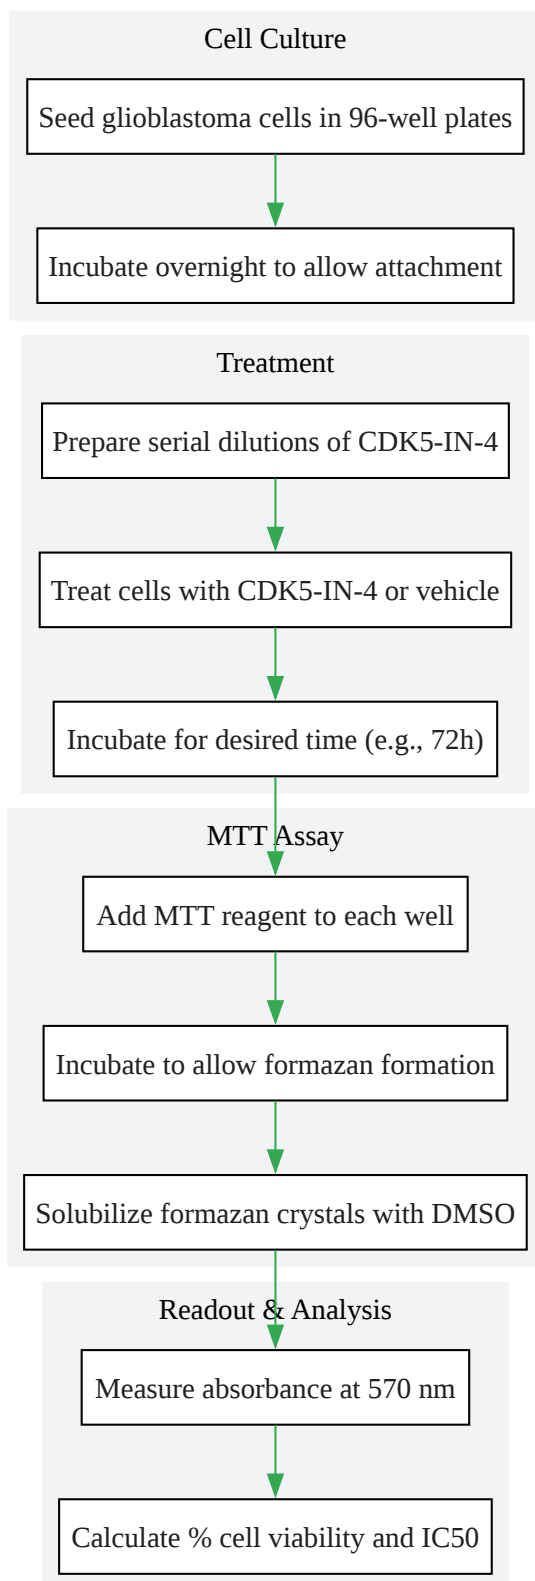 Cell Culture
Seed glioblastoma cells in 96-well plates
Incubate overnight to allow attachment
Treatment
Prepare serial dilutions of CDK5-IN-4
Treat cells with CDK5-IN-4 or vehicle
Incubate for desired time (e.g., 72h)
MTT Assay
Add MTT reagent to each well
Incubate to allow formazan formation
Solubilize formazan crystals with DMSO
Readout & Analysis
Measure absorbance at 570 nm
Calculate % cell viability and IC50